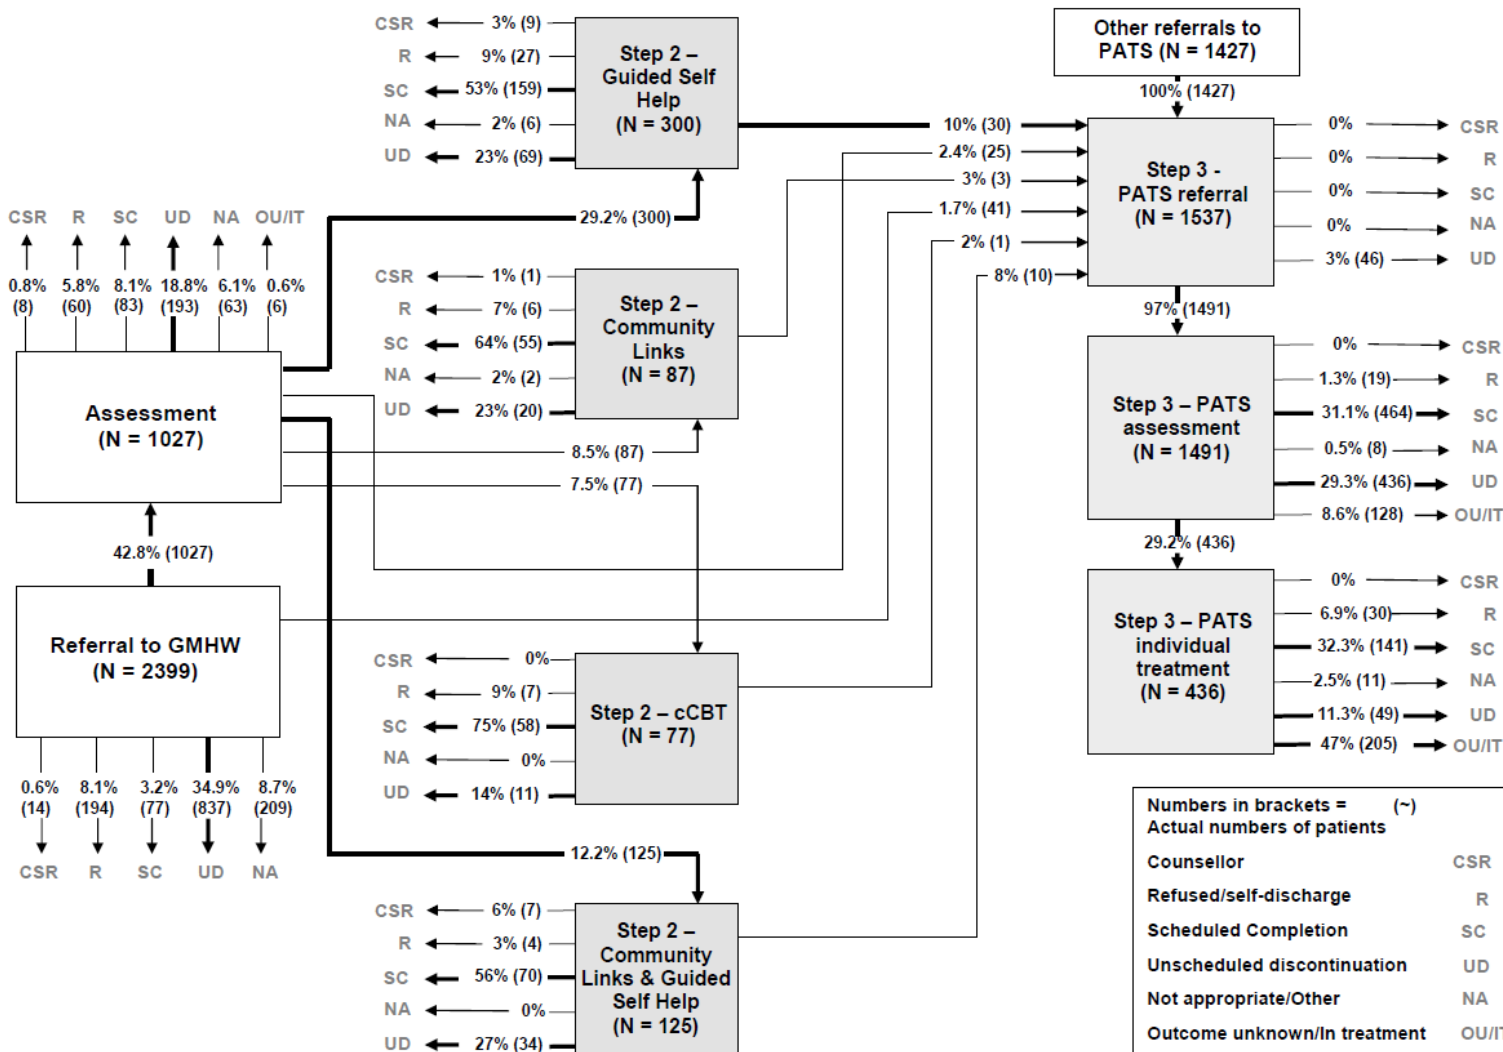 CSR
3% (9)
R
9% (27)
SC
53% (159)
NA
2% (6)
UD
23% (69)
Step 2 –
Guided Self
Help
(N = 300)
Other referrals to
PATS (N = 1427)
100% (1427)
10% (30)
2.4% (25)
3% (3)
1.7% (41)
2% (1)
8% (10)
Step 3 -
PATS referral
(N = 1537)
0%
CSR
0%
R
0%
SC
0%
NA
3% (46)
UD
97% (1491)
CSR
R
SC
UD
NA
OU/IT
0.8%
(8)
5.8%
(60)
8.1%
(83)
18.8%
(193)
6.1%
(63)
0.6%
(6)
29.2% (300)
CSR
1% (1)
R
7% (6)
SC
64% (55)
NA
2% (2)
UD
23% (20)
Step 2 –
Community
Links
(N = 87)
Assessment
(N = 1027)
8.5% (87)
7.5% (77)
12.2% (125)
Step 3 – PATS
assessment
(N = 1491)
0%
CSR
1.3% (19)
R
31.1% (464)
SC
0.5% (8)
NA
29.3% (436)
UD
8.6% (128)
OU/IT
29.2% (436)
42.8% (1027)
Referral to GMHW
(N = 2399)
0.6%
(14)
8.1%
(194)
3.2%
(77)
34.9%
(837)
8.7%
(209)
CSR
R
SC
UD
NA
CSR
0%
R
9% (7)
SC
75% (58)
NA
0%
UD
14% (11)
Step 2 – cCBT
(N = 77)
Step 3 – PATS
individual
treatment
(N = 436)
0%
CSR
6.9% (30)
R
32.3% (141)
SC
2.5% (11)
NA
11.3% (49)
UD
47% (205)
OU/IT
CSR
6% (7)
R
3% (4)
SC
56% (70)
NA
0%
UD
27% (34)
Step 2 –
Community
Links & Guided
Self Help
(N = 125)
Numbers in brackets = (~)
Actual numbers of patients
Counsellor CSR
Refused/self-discharge R
Scheduled Completion SC
Unscheduled discontinuation UD
Not appropriate/Other NA
Outcome unknown/In treatment OU/IT